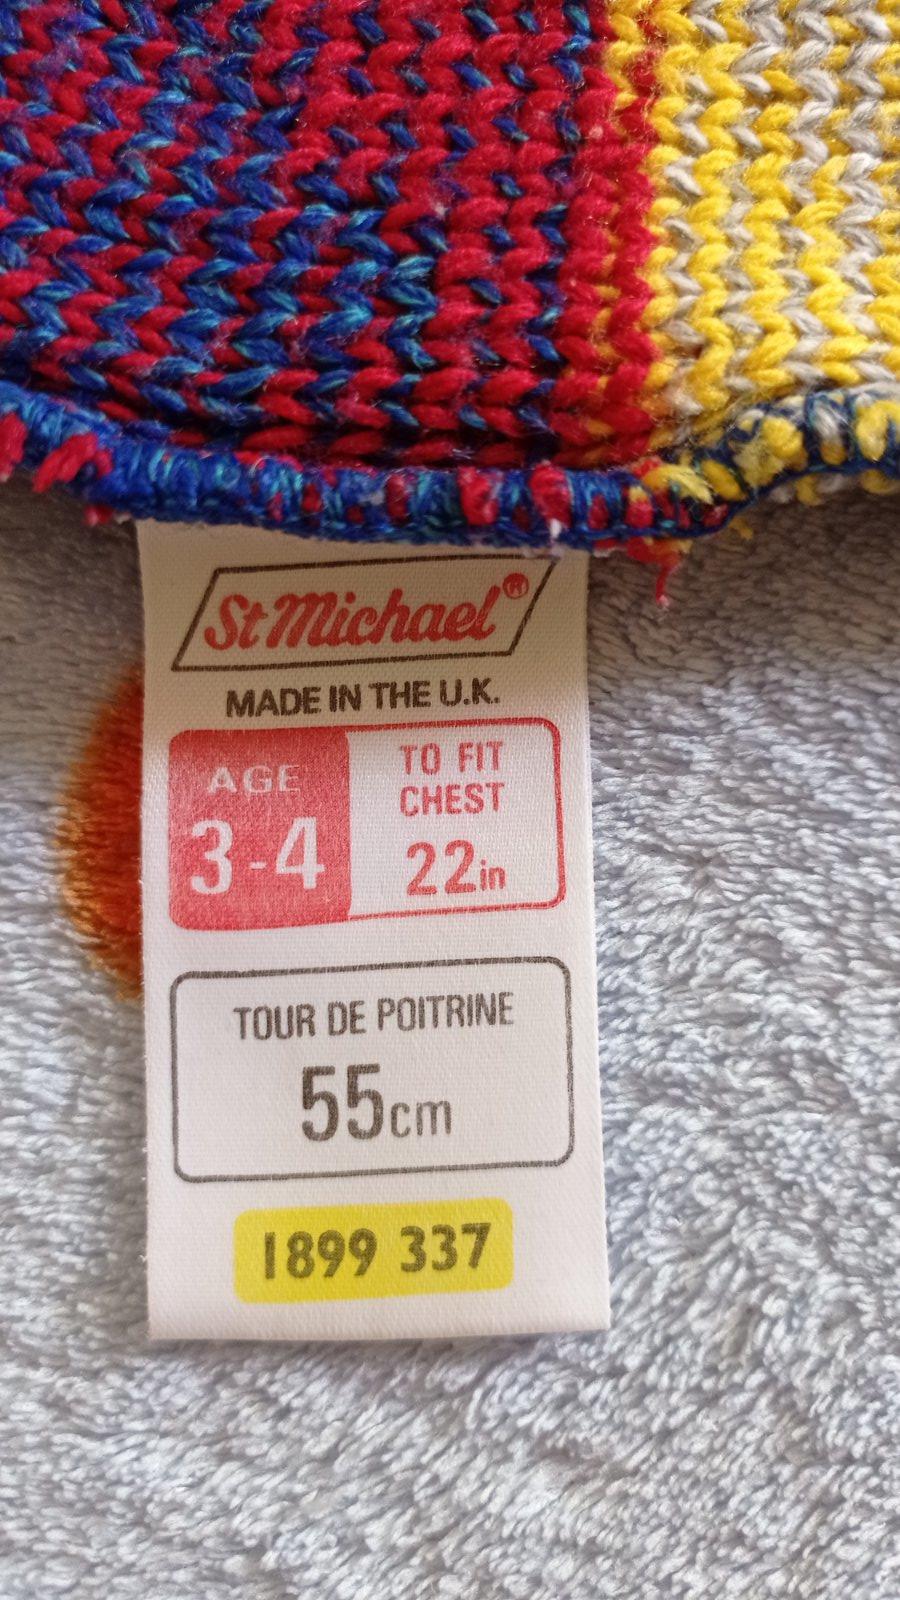 St Michael®
MADE IN THE U.K.
AGE
3-4
TO FIT
CHEST
22in
TOUR DE POITRINE
55cm
1899 337